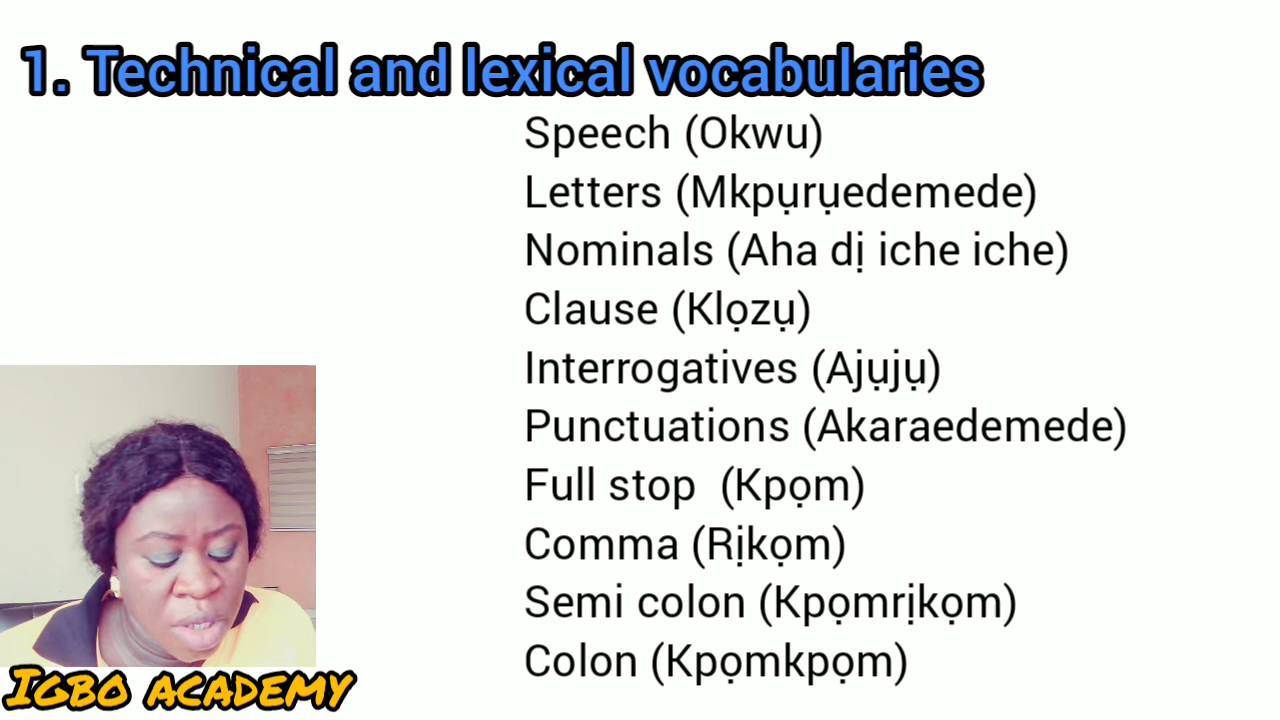 1. Technical and lexical vocabularies
Speech (Okwu)
Letters (Mkpụrụedemede)
Nominals (Aha dị iche iche)
Clause (Klọzụ)
Interrogatives (Ajụjụ)
Punctuations (Akaraedemede)
Full stop (Kpọm)
Comma (Rịkọm)
Semi colon (Kpọmrịkọm)
Colon (Kpọmkpọm)
IGBO ACADEMY